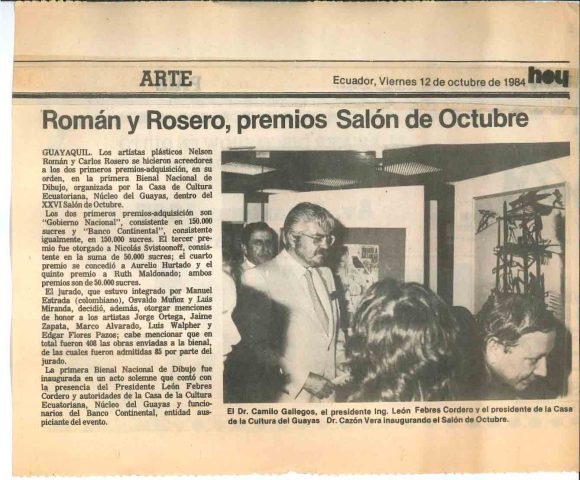 ARTE
Ecuador, Viernes 12 de octubre de 1984 hoy
Román y Rosero, premios Salón de Octubre
GUAYAQUIL. Los artistas plásticos Nelson
Román y Carlos Rosero se hicieron acreedores
a los dos primeros premios-adquisición, en su
orden, en la primera Bienal Nacional de
Dibujo, organizada por la Casa de Cultura
Ecuatoriana, Núcleo del Guayas, dentro del
XXVI Salón de Octubre.
Los dos primeros premios-adquisición son
"Gobierno Nacional", consistente en 150.000
sucres y "Banco Continental", consistente
igualmente, en 150.000 sucres. El tercer pre-
mio fue otorgado a Nicolás Svistoonoff, consis-
tente en la suma de 50.000 sucres; el cuarto
premio se concedió a Aurelio Hurtado y el
quinto premio a Ruth Maldonado; ambos
premios son de 50.000 sucres.
El jurado, que estuvo integrado por Manuel
Estrada (colombiano), Osvaldo Muñoz y Luis
Miranda, decidió, además, otorgar mencio-
nes de honor a los artistas Jorge Ortega, Jaime
Zapata, Marco Alvarado, Luis Walpher y
Edgar Flores Pazos; cabe mencionar que en
total fueron 408 las obras enviadas a la bienal,
de las cuales fueron admitidas 85 por parte del
jurado.
La primera Bienal Nacional de Dibujo fue
inaugurada en un acto solemne que contó con
la presencia del Presidente León Febres
Cordero y autoridades de la Casa de la Cultura
Ecuatoriana, Núcleo del Guayas y funcio-
narios del Banco Continental, entidad aus-
piciante del evento.
El Dr. Camilo Gallegos, el presidente Ing. León Febres Cordero y el presidente de la Casa
de la Cultura del Guayas Dr. Cazón Vera inaugurando el Salón de Octubre.